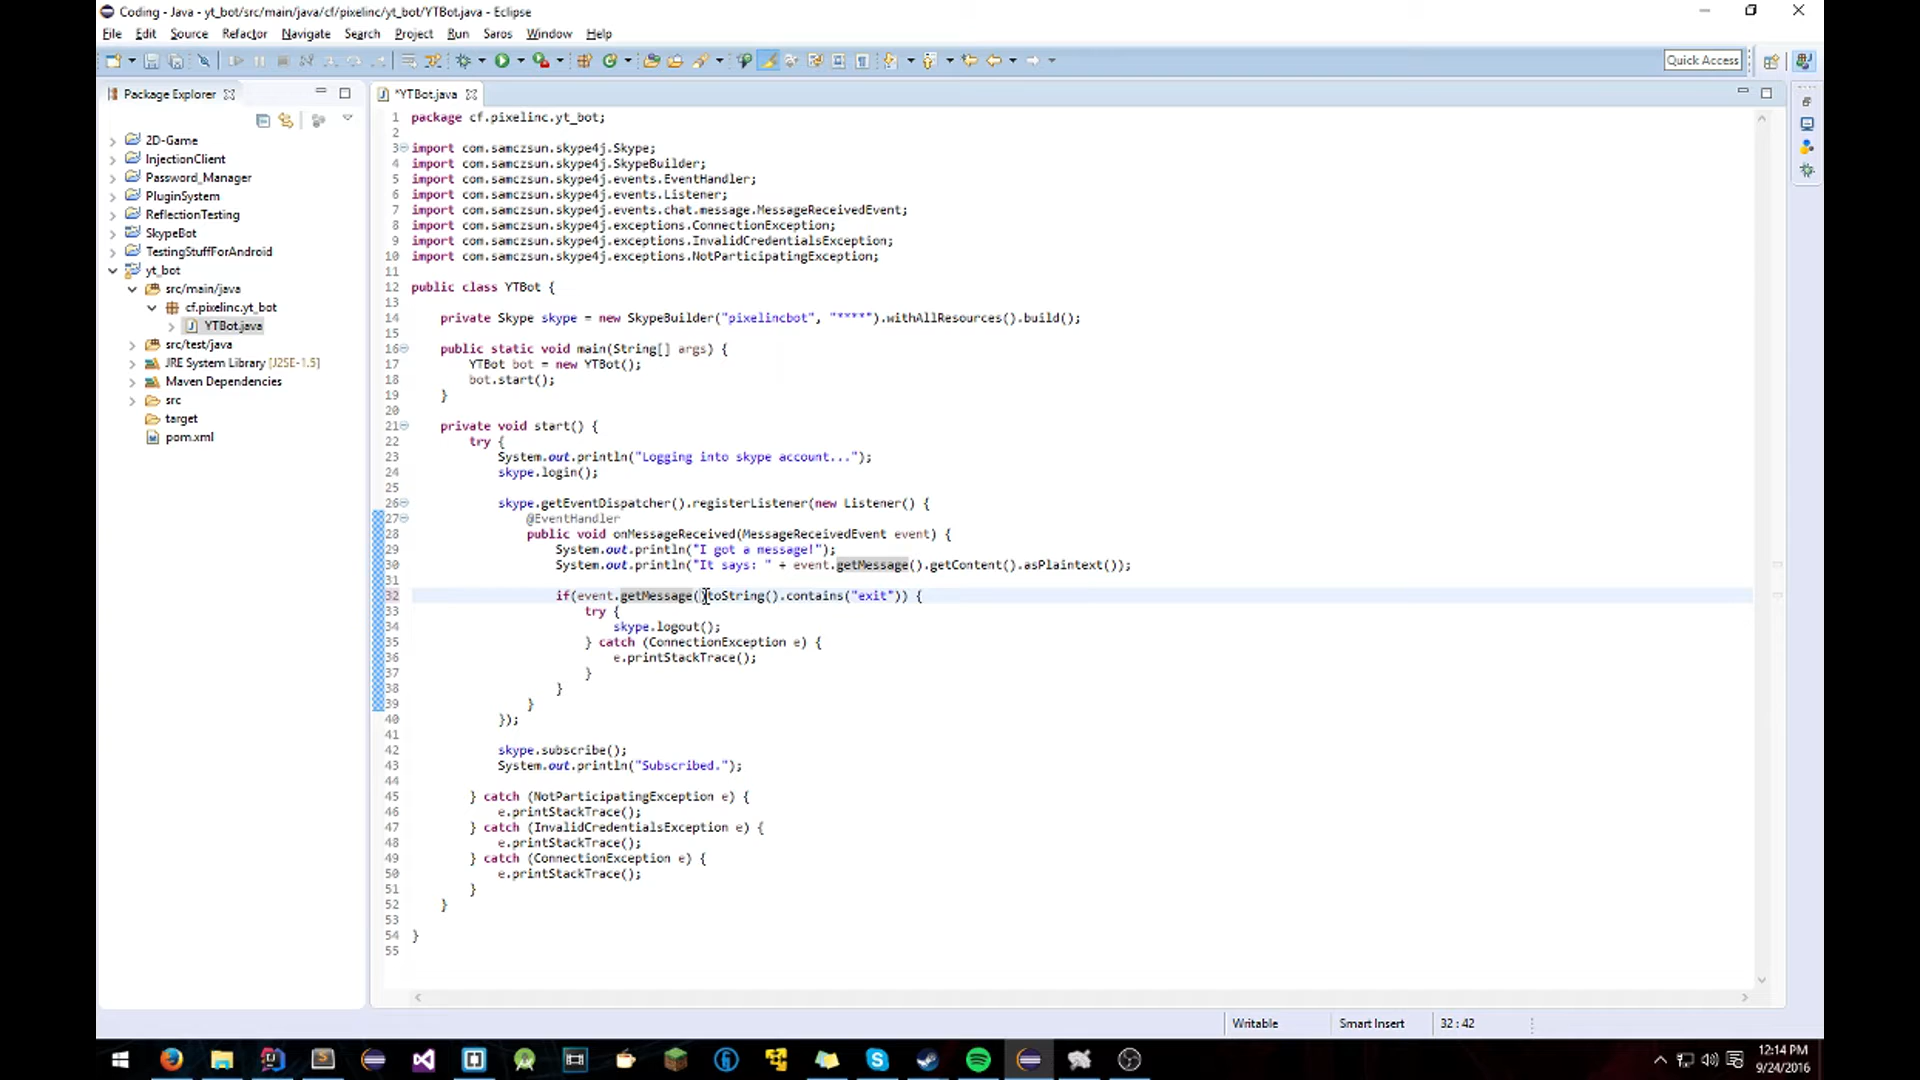 Coding - Java - yt_bot/src/main/java/cf/pixelinc/yt_bot/YTBot.java - Eclipse
File Edit Source Refactor Navigate Search Project Run Saros Window Help
Quick Access
Package Explorer
2D-Game
InjectionClient
Password_Manager
PluginSystem
ReflectionTesting
SkypeBot
TestingStuffForAndroid
yt_bot
src/main/java
cf.pixelinc.yt_bot
YTBot.java
src/test/java
JRE System Library [J2SE-1.5]
Maven Dependencies
src
target
pom.xml
*YTBot.java
1 package cf.pixelinc.yt_bot;
2
3 import com.samczsun.skype4j.Skype;
4 import com.samczsun.skype4j.SkypeBuilder;
5 import com.samczsun.skype4j.events.EventHandler;
6 import com.samczsun.skype4j.events.Listener;
7 import com.samczsun.skype4j.events.chat.message.MessageReceivedEvent;
8 import com.samczsun.skype4j.exceptions.ConnectionException;
9 import com.samczsun.skype4j.exceptions.InvalidCredentialsException;
10 import com.samczsun.skype4j.exceptions.NotParticipatingException;
11
12 public class YTBot {
13
14 private Skype skype = new SkypeBuilder("pixelincbot", "****").withAllResources().build();
15
16 public static void main(String[] args) {
17 YTBot bot = new YTBot();
18 bot.start();
19 }
20
21 private void start() {
22 try {
23 System.out.println("Logging into skype account...");
24 skype.login();
25
26 skype.getEventDispatcher().registerListener(new Listener() {
27 @EventHandler
28 public void onMessageReceived(MessageReceivedEvent event) {
29 System.out.println("I got a message!");
30 System.out.println("It says: " + event.getMessage().getContent().asPlaintext());
31
32 if(event.getMessage().toString().contains("exit")) {
33 try {
34 skype.logout();
35 } catch (ConnectionException e) {
36 e.printStackTrace();
37 }
38 }
39 }
40 });
41
42 skype.subscribe();
43 System.out.println("Subscribed.");
44
45 } catch (NotParticipatingException e) {
46 e.printStackTrace();
47 } catch (InvalidCredentialsException e) {
48 e.printStackTrace();
49 } catch (ConnectionException e) {
50 e.printStackTrace();
51 }
52 }
53
54 }
55
Writable Smart Insert 32 : 42
12:14 PM
9/24/2016